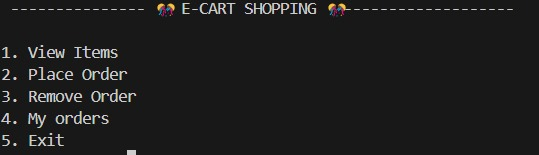 --------------- 🎊 E-CART SHOPPING 🎊-------------------
1. View Items
2. Place Order
3. Remove Order
4. My orders
5. Exit